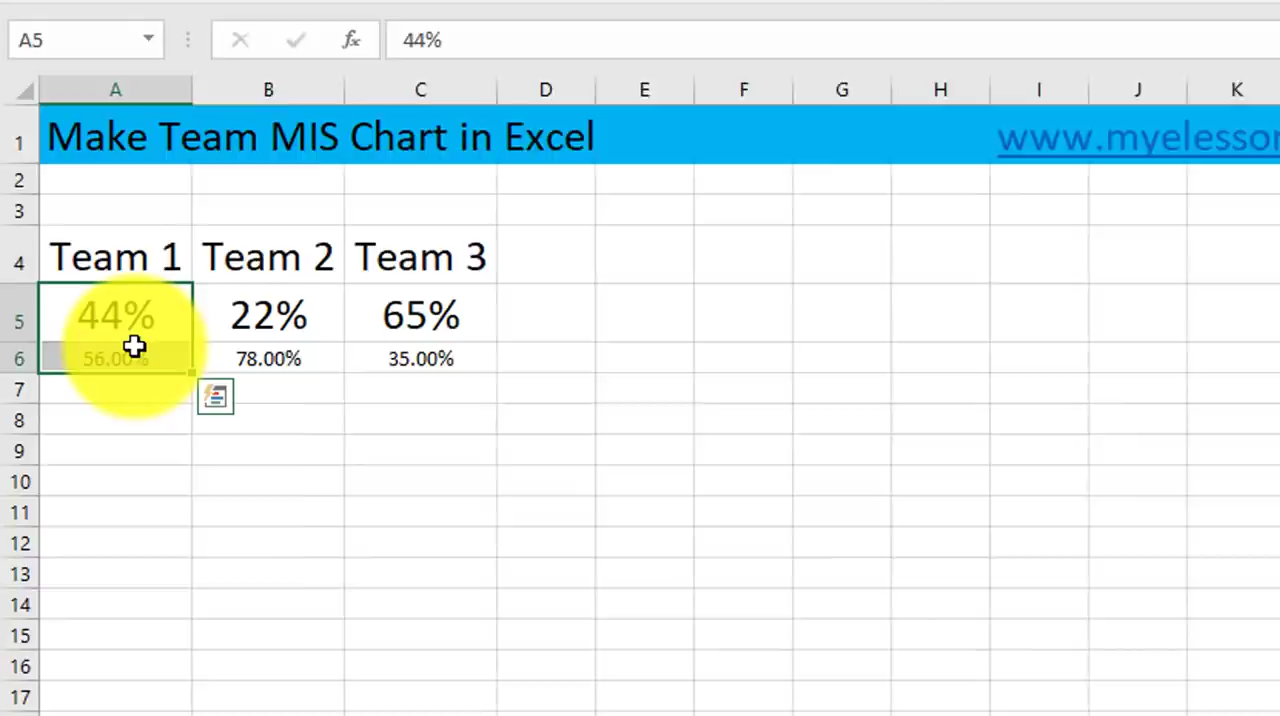 A5 fx 44%
A B C D E F G H I J K
1 Make Team MIS Chart in Excel www.myelesson
2
3
4 Team 1 Team 2 Team 3
5 44% 22% 65%
6 56.00% 78.00% 35.00%
7
8
9
10
11
12
13
14
15
16
17